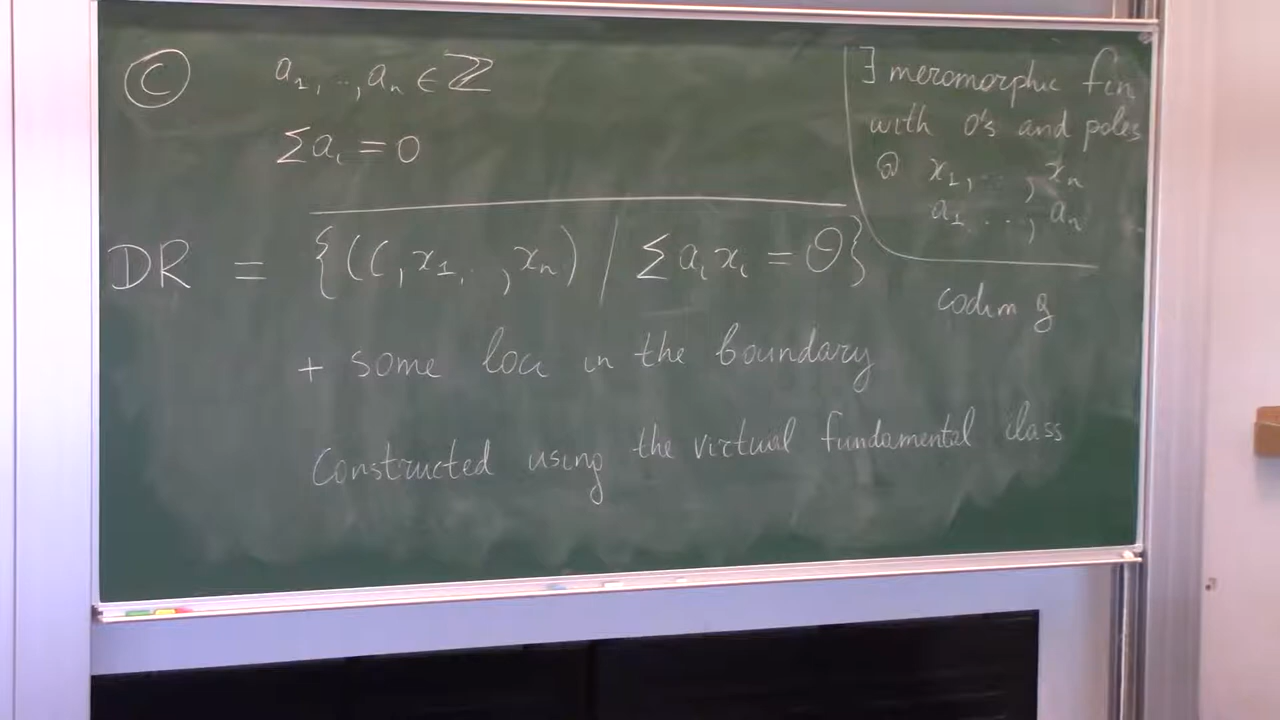 Ⓒ a₁, .., aₙ ∈ ℤ
Σaᵢ = 0
DR = {(C, x₁, .., xₙ) / Σaᵢxᵢ = 𝒪}
+ some loci in the boundary
Constructed using the virtual fundamental class
∃ meromorphic fcn
with 0's and poles
@ x₁, .., xₙ
a₁ ..., aₙ
codim g